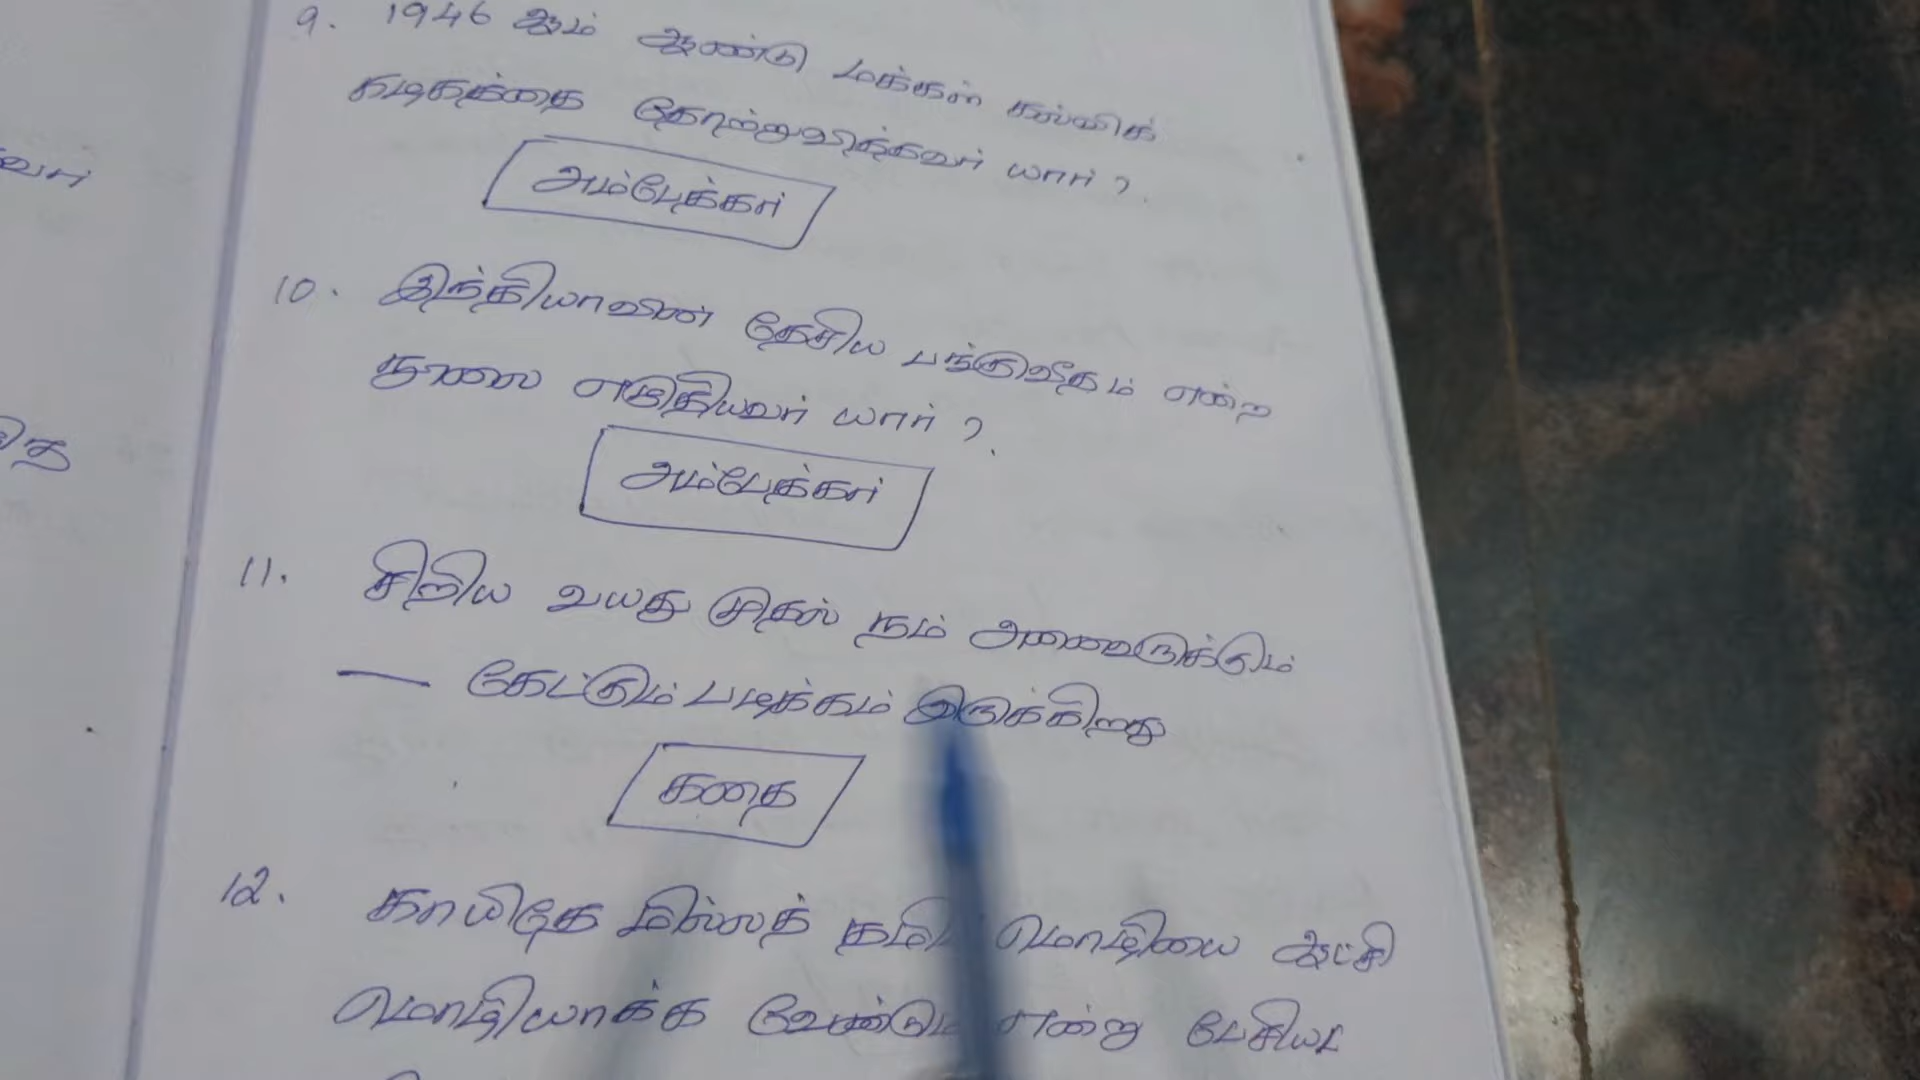 9. 1946 ஆம் ஆண்டு மக்கள் கல்விக்
கழகத்தை தோற்றுவித்தவர் யார் ?
அம்பேத்கர்
10. இந்தியாவின் தேசிய பங்குவீதம் என்ற
நூலை எழுதியவர் யார் ?
அம்பேத்கர்
11. சிறிய வயது முதல் நம் அனைவருக்கும்
— கேட்கும் பழக்கம் இருக்கிறது
கதை
12. காயிதே மில்லத் தமிழ் மொழியை ஆட்சி
மொழியாக்க வேண்டும் என்று பேசிய